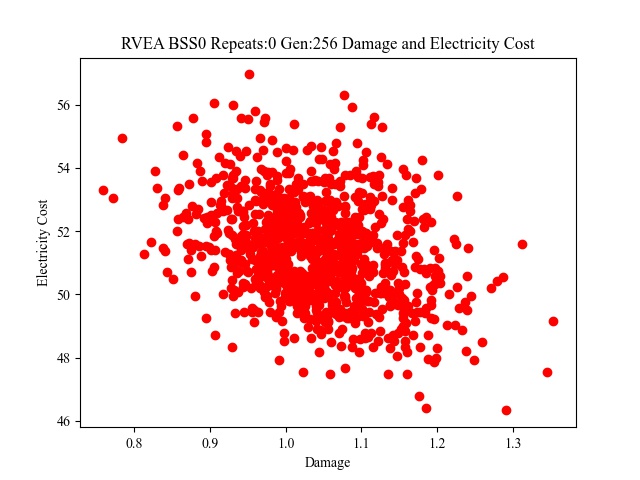 RVEA BSS0 Repeats:0 Gen:256 Damage and Electricity Cost
56
54
52
50
48
46
Electricity Cost
0.8 0.9 1.0 1.1 1.2 1.3
Damage